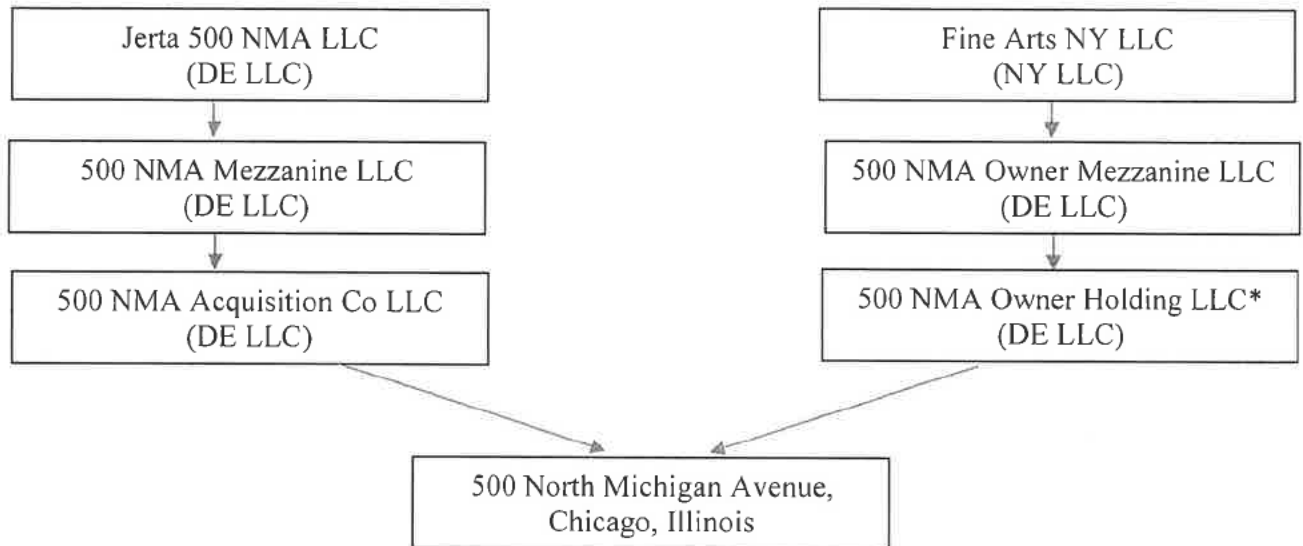 Jerta 500 NMA LLC
(DE LLC)
Fine Arts NY LLC
(NY LLC)
500 NMA Mezzanine LLC
(DE LLC)
500 NMA Owner Mezzanine LLC
(DE LLC)
500 NMA Acquisition Co LLC
(DE LLC)
500 NMA Owner Holding LLC*
(DE LLC)
500 North Michigan Avenue,
Chicago, Illinois